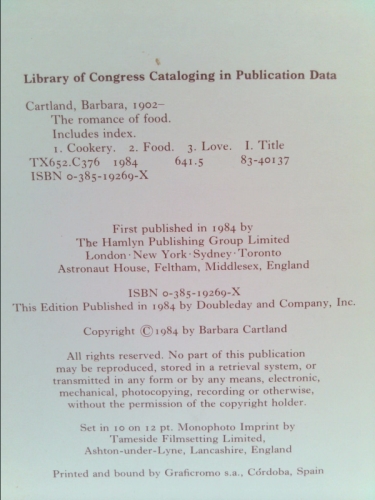 Library of Congress Cataloging in Publication Data
Cartland, Barbara, 1902–
The romance of food.
Includes index.
1. Cookery. 2. Food. 3. Love. I. Title
TX652.C376 1984 641.5 83-40137
ISBN 0-385-19269-X
First published in 1984 by
The Hamlyn Publishing Group Limited
London · New York · Sydney · Toronto
Astronaut House, Feltham, Middlesex, England
ISBN 0-385-19269-X
This Edition Published in 1984 by Doubleday and Company, Inc.
Copyright © 1984 by Barbara Cartland
All rights reserved. No part of this publication
may be reproduced, stored in a retrieval system, or
transmitted in any form or by any means, electronic,
mechanical, photocopying, recording or otherwise,
without the permission of the copyright holder.
Set in 10 on 12 pt. Monophoto Imprint by
Tameside Filmsetting Limited,
Ashton-under-Lyne, Lancashire, England
Printed and bound by Graficromo s.a., Córdoba, Spain